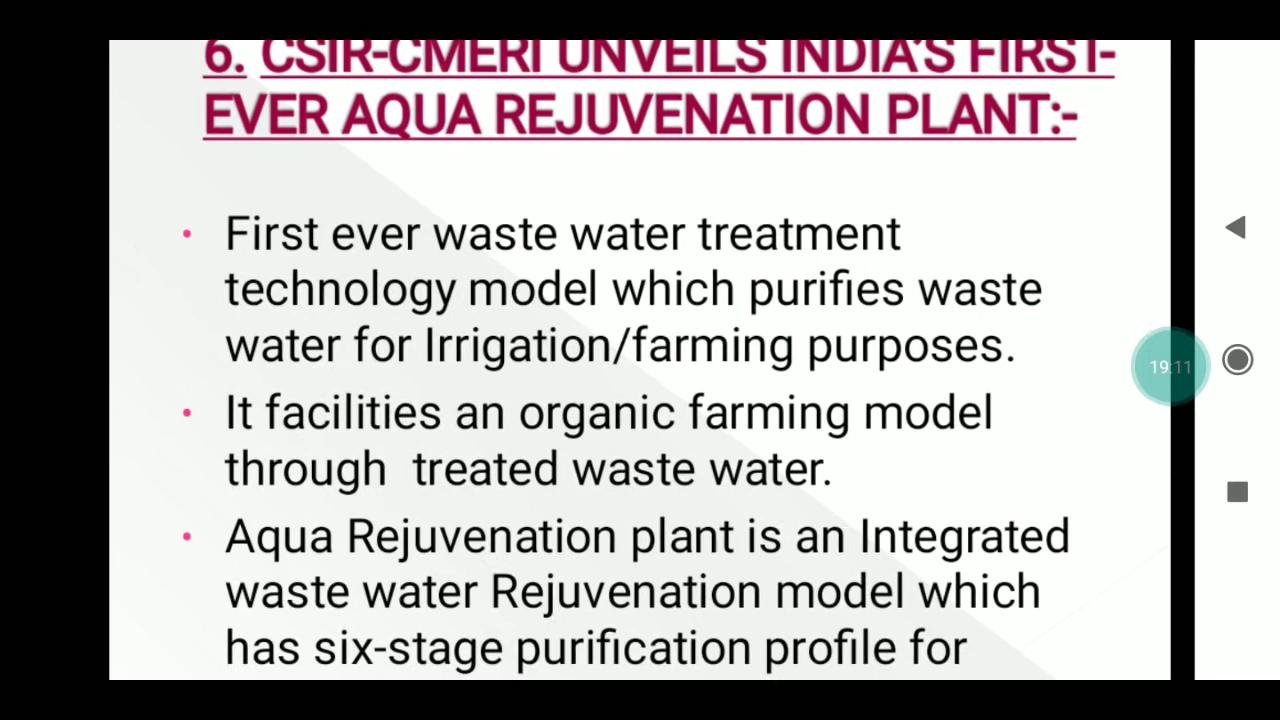 6. CSIR-CMERI UNVEILS INDIA'S FIRST-
EVER AQUA REJUVENATION PLANT:-
• First ever waste water treatment
technology model which purifies waste
water for Irrigation/farming purposes.
• It facilities an organic farming model
through treated waste water.
• Aqua Rejuvenation plant is an Integrated
waste water Rejuvenation model which
has six-stage purification profile for
19:11